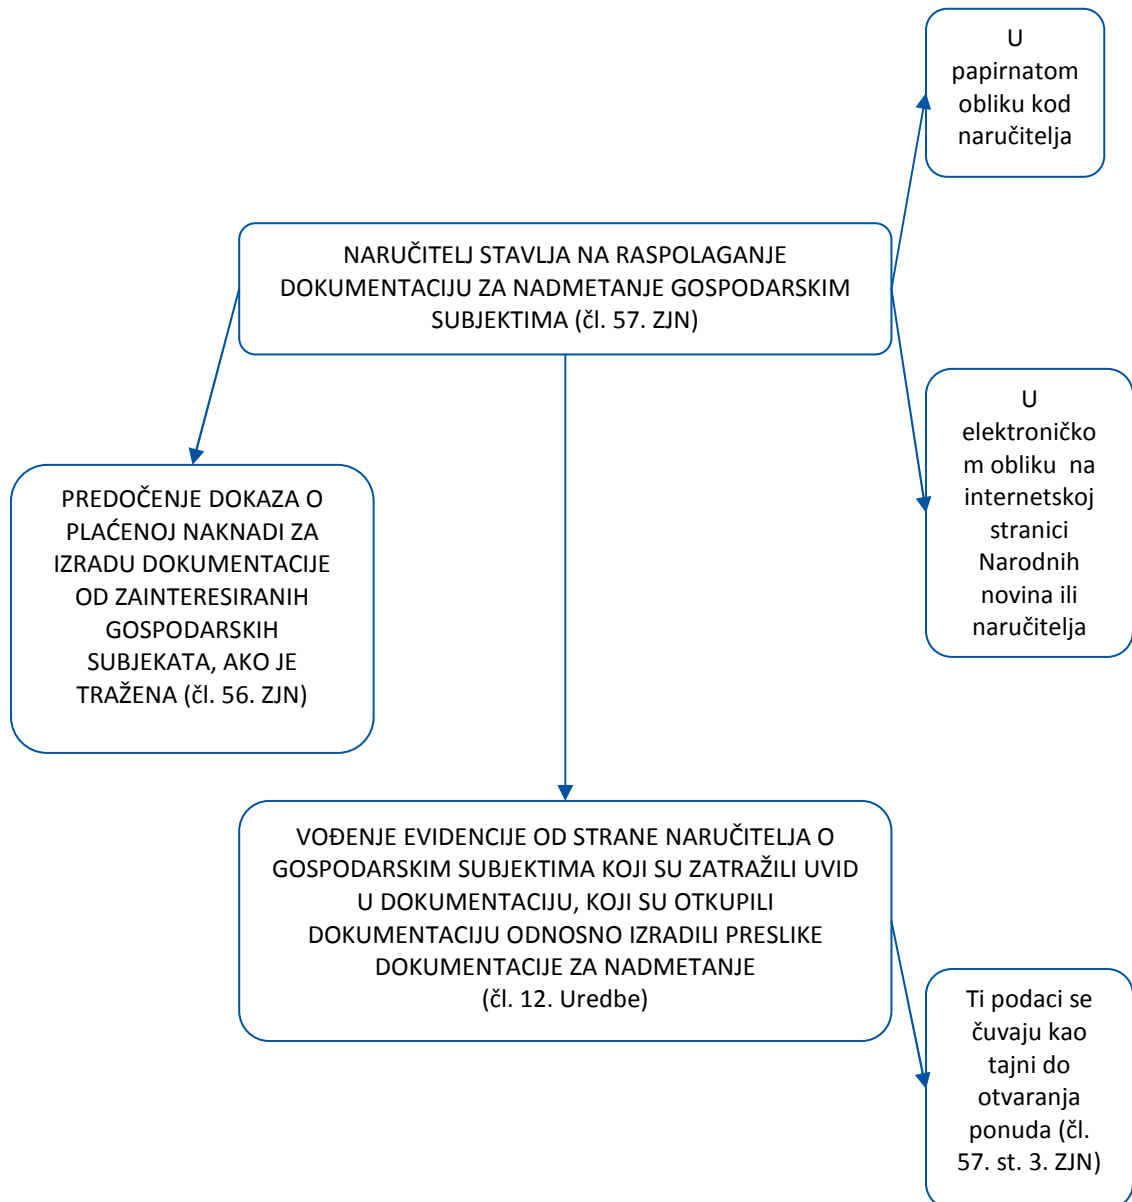 U
papirnatom
obliku kod
naručitelja
NARUČITELJ STAVLJA NA RASPOLAGANJE
DOKUMENTACIJU ZA NADMETANJE GOSPODARSKIM
SUBJEKTIMA (čl. 57. ZJN)
U
elektroničko
m obliku  na
internetskoj
stranici
Narodnih
novina ili
naručitelja
PREDOČENJE DOKAZA O
PLAĆENOJ NAKNADI ZA
IZRADU DOKUMENTACIJE
OD ZAINTERESIRANIH
GOSPODARSKIH
SUBJEKATA, AKO JE
TRAŽENA (čl. 56. ZJN)
VOĐENJE EVIDENCIJE OD STRANE NARUČITELJA O
GOSPODARSKIM SUBJEKTIMA KOJI SU ZATRAŽILI UVID
U DOKUMENTACIJU, KOJI SU OTKUPILI
DOKUMENTACIJU ODNOSNO IZRADILI PRESLIKE
DOKUMENTACIJE ZA NADMETANJE
(čl. 12. Uredbe)
Ti podaci se
čuvaju kao
tajni do
otvaranja
ponuda (čl.
57. st. 3. ZJN)